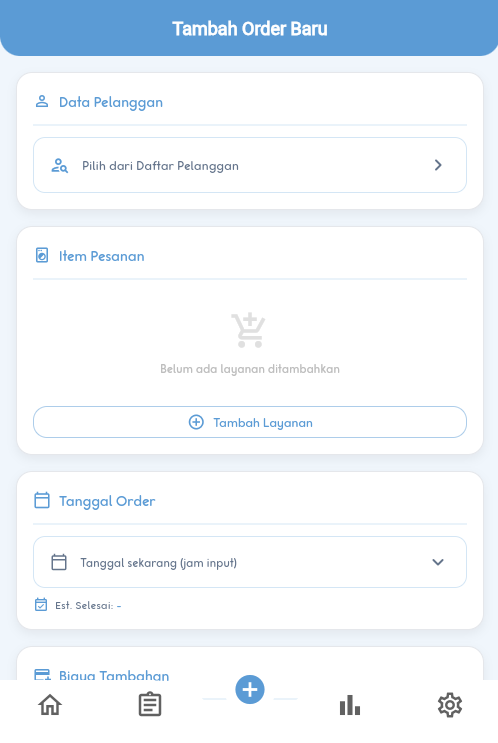 Tambah Order Baru
Data Pelanggan
Pilih dari Daftar Pelanggan
Item Pesanan
Belum ada layanan ditambahkan
Tambah Layanan
Tanggal Order
Tanggal sekarang (jam input)
Est. Selesai: -
Biaya Tambahan